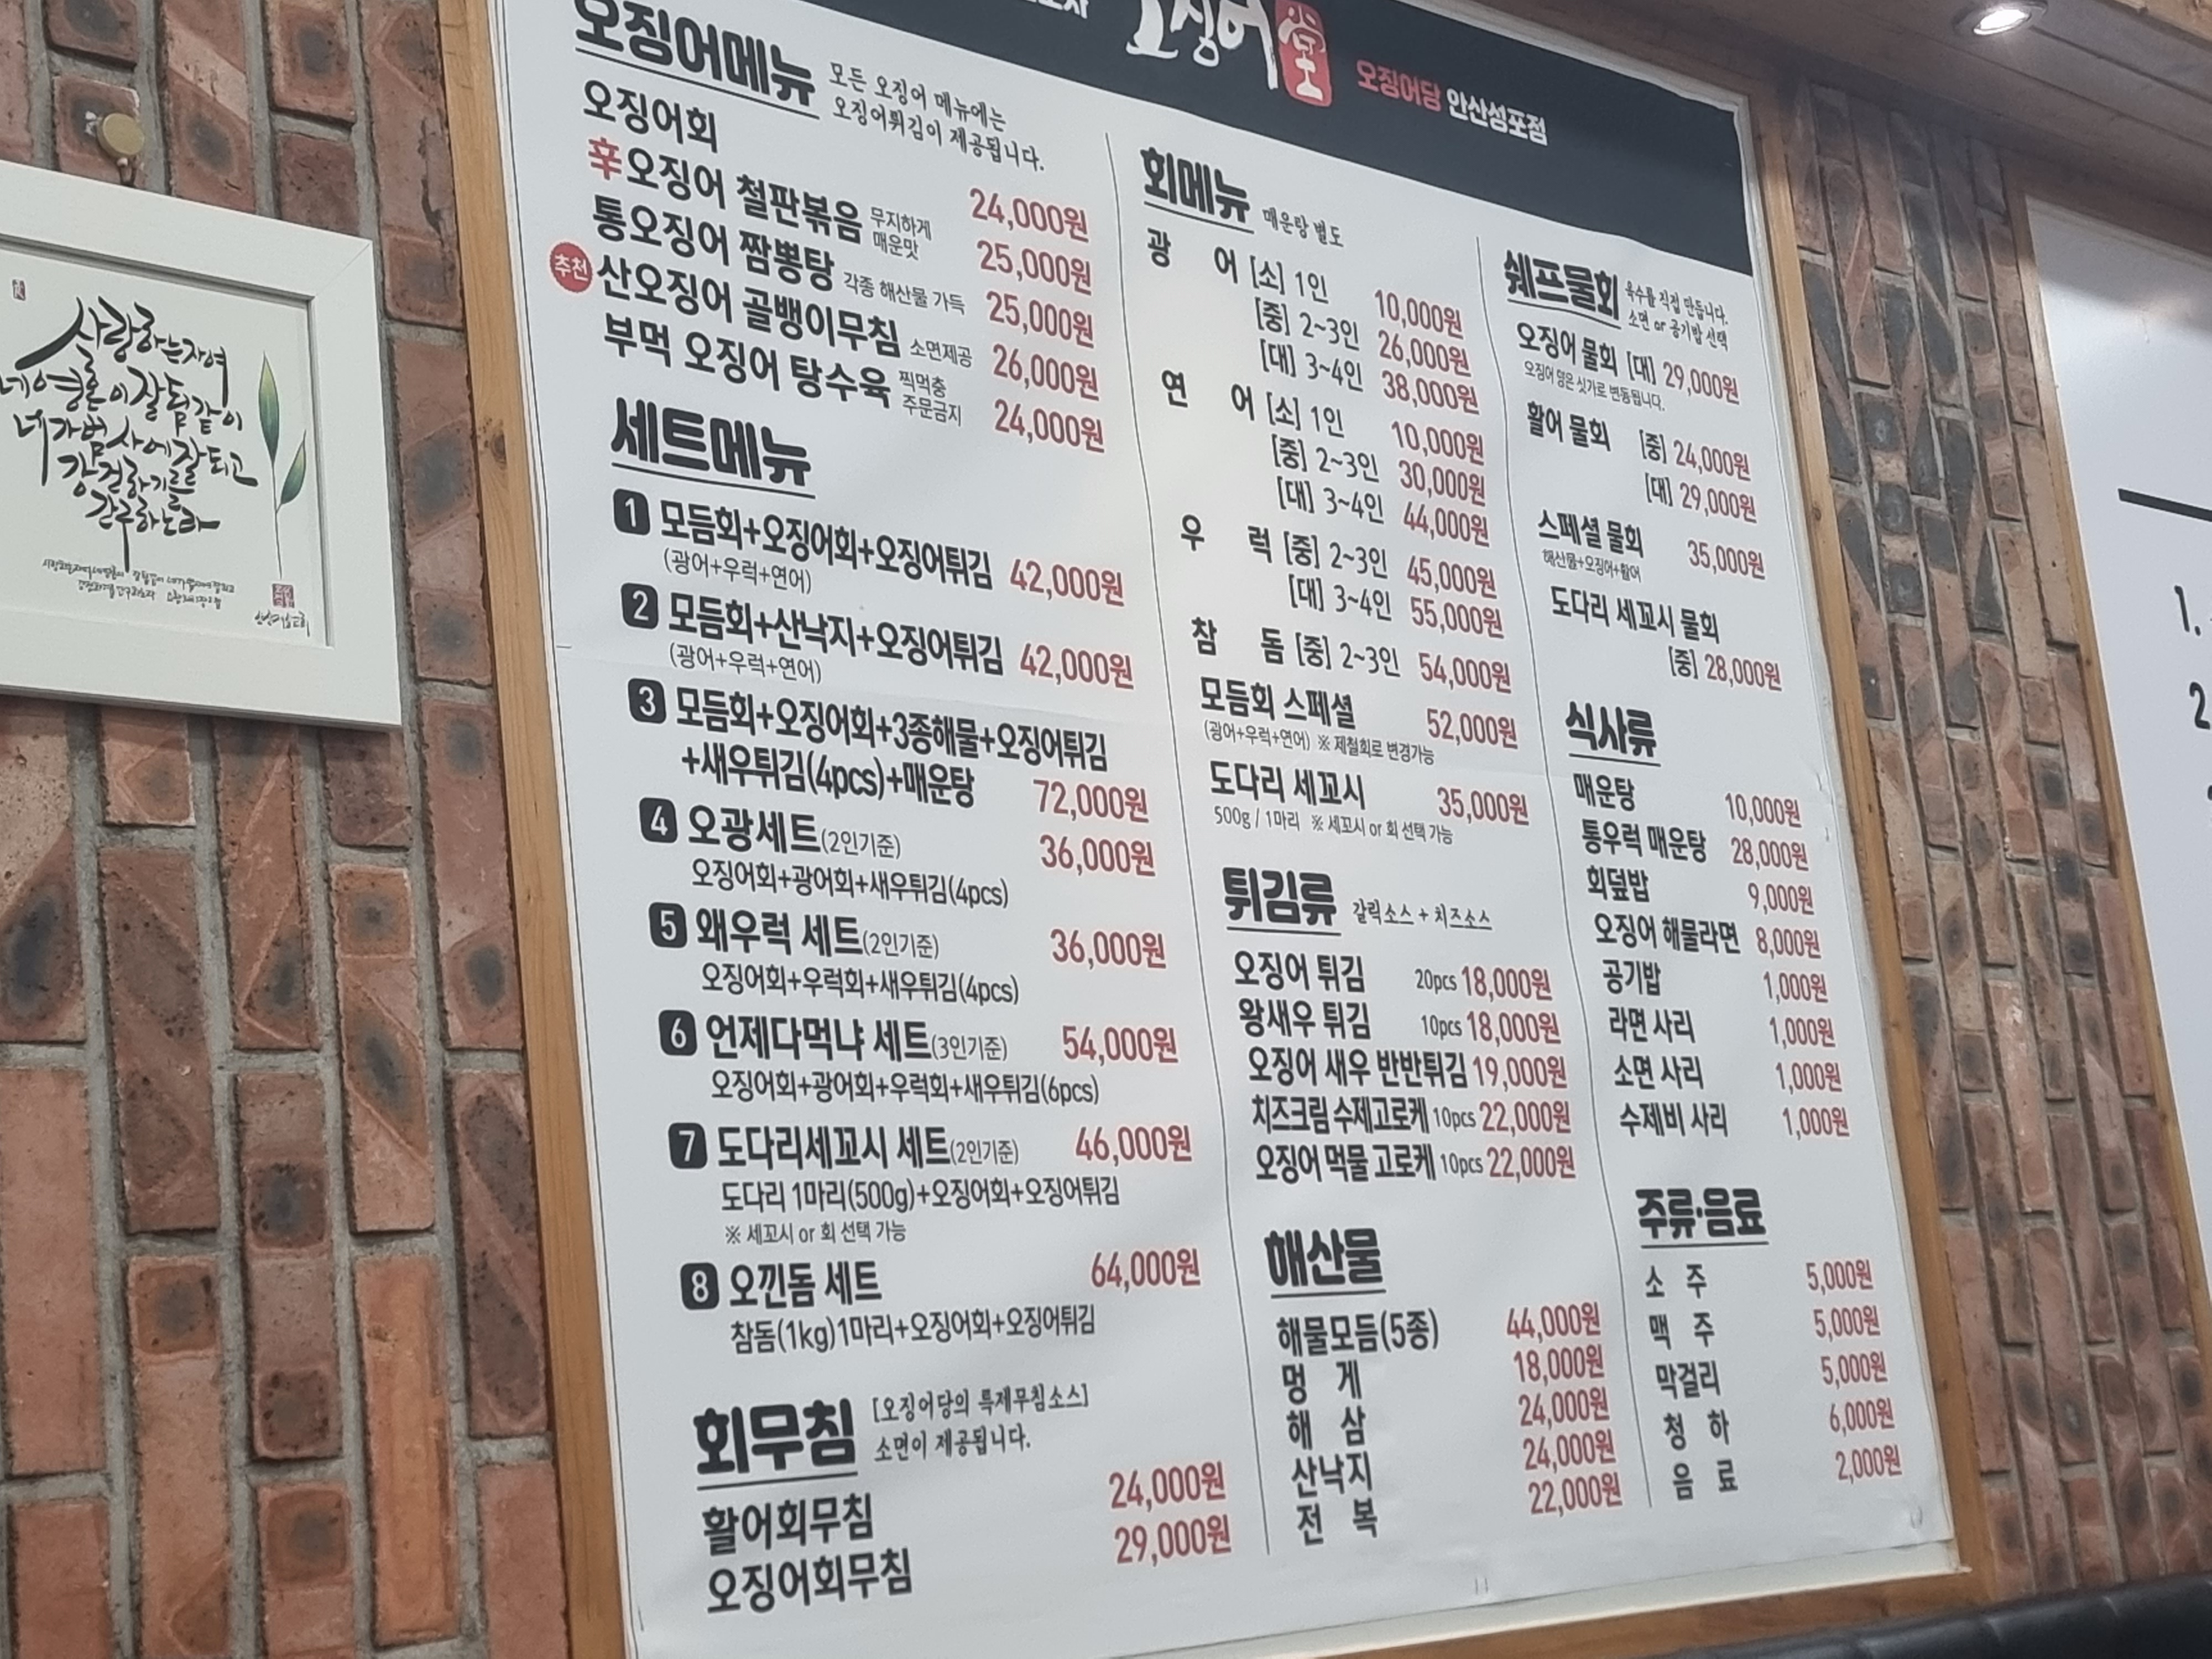 오징어堂
오징어당 안산성포점
오징어메뉴
모든 오징어 메뉴에는
오징어튀김이 제공됩니다.
오징어회 24,000원
辛오징어 철판볶음 무지하게 매운맛 25,000원
통오징어 짬뽕탕 각종 해산물 가득 25,000원
추천 산오징어 골뱅이무침 소면제공 26,000원
부먹 오징어 탕수육 찍먹충 주문금지 24,000원
세트메뉴
1 모듬회+오징어회+오징어튀김 42,000원
(광어+우럭+연어)
2 모듬회+산낙지+오징어튀김 42,000원
(광어+우럭+연어)
3 모듬회+오징어회+3종해물+오징어튀김
+새우튀김(4pcs)+매운탕 72,000원
4 오광세트(2인기준) 36,000원
오징어회+광어회+새우튀김(4pcs)
5 왜우럭 세트(2인기준) 36,000원
오징어회+우럭회+새우튀김(4pcs)
6 언제다먹냐 세트(3인기준) 54,000원
오징어회+광어회+우럭회+새우튀김(6pcs)
7 도다리세꼬시 세트(2인기준) 46,000원
도다리 1마리(500g)+오징어회+오징어튀김
※ 세꼬시 or 회 선택 가능
8 오낀돔 세트 64,000원
참돔(1kg)1마리+오징어회+오징어튀김
회무침
[오징어당의 특제무침소스]
소면이 제공됩니다.
활어회무침 24,000원
오징어회무침 29,000원
회메뉴 매운탕 별도
광 어 [소] 1인 10,000원
[중] 2~3인 26,000원
[대] 3~4인 38,000원
연 어 [소] 1인 10,000원
[중] 2~3인 30,000원
[대] 3~4인 44,000원
우 럭 [중] 2~3인 45,000원
[대] 3~4인 55,000원
참 돔 [중] 2~3인 54,000원
모듬회 스페셜 52,000원
(광어+우럭+연어) ※ 제철회로 변경가능
도다리 세꼬시 35,000원
500g / 1마리 ※ 세꼬시 or 회 선택 가능
튀김류 갈릭소스 + 치즈소스
오징어 튀김 20pcs 18,000원
왕새우 튀김 10pcs 18,000원
오징어 새우 반반튀김 19,000원
치즈크림 수제고로케 10pcs 22,000원
오징어 먹물 고로케 10pcs 22,000원
해산물
해물모듬(5종) 44,000원
멍 게 18,000원
해 삼 24,000원
산낙지 24,000원
전 복 22,000원
쉐프물회
육수를 직접 만듭니다.
소면 or 공기밥 선택
오징어 물회 [대] 29,000원
오징어 양은 싯가로 변동됩니다.
활어 물회 [중] 24,000원
[대] 29,000원
스페셜 물회 35,000원
해산물+오징어+활어
도다리 세꼬시 물회
[중] 28,000원
식사류
매운탕 10,000원
통우럭 매운탕 28,000원
회덮밥 9,000원
오징어 해물라면 8,000원
공기밥 1,000원
라면 사리 1,000원
소면 사리 1,000원
수제비 사리 1,000원
주류·음료
소 주 5,000원
맥 주 5,000원
막걸리 5,000원
청 하 6,000원
음 료 2,000원
사랑하는자여
네영혼이잘됨같이
네가범사에잘되고
강건하기를
간구하노라
1.
2